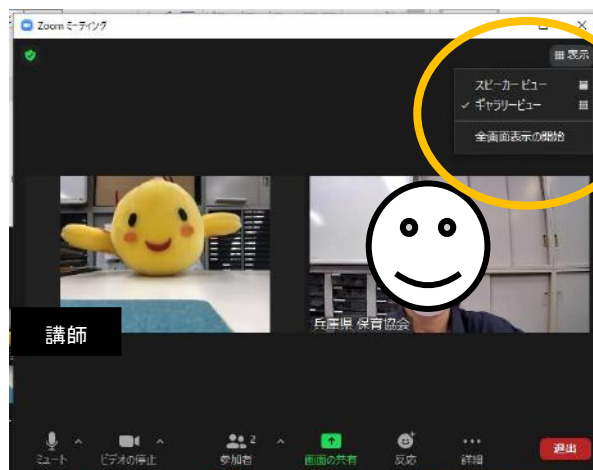 Zoom ミーティング
表示
スピーカー ビュー
✓ ギャラリービュー
全画面表示の開始
講師
兵庫県 保育協会
ミュート
ビデオの停止
2
参加者
画面の共有
反応
詳細
退出